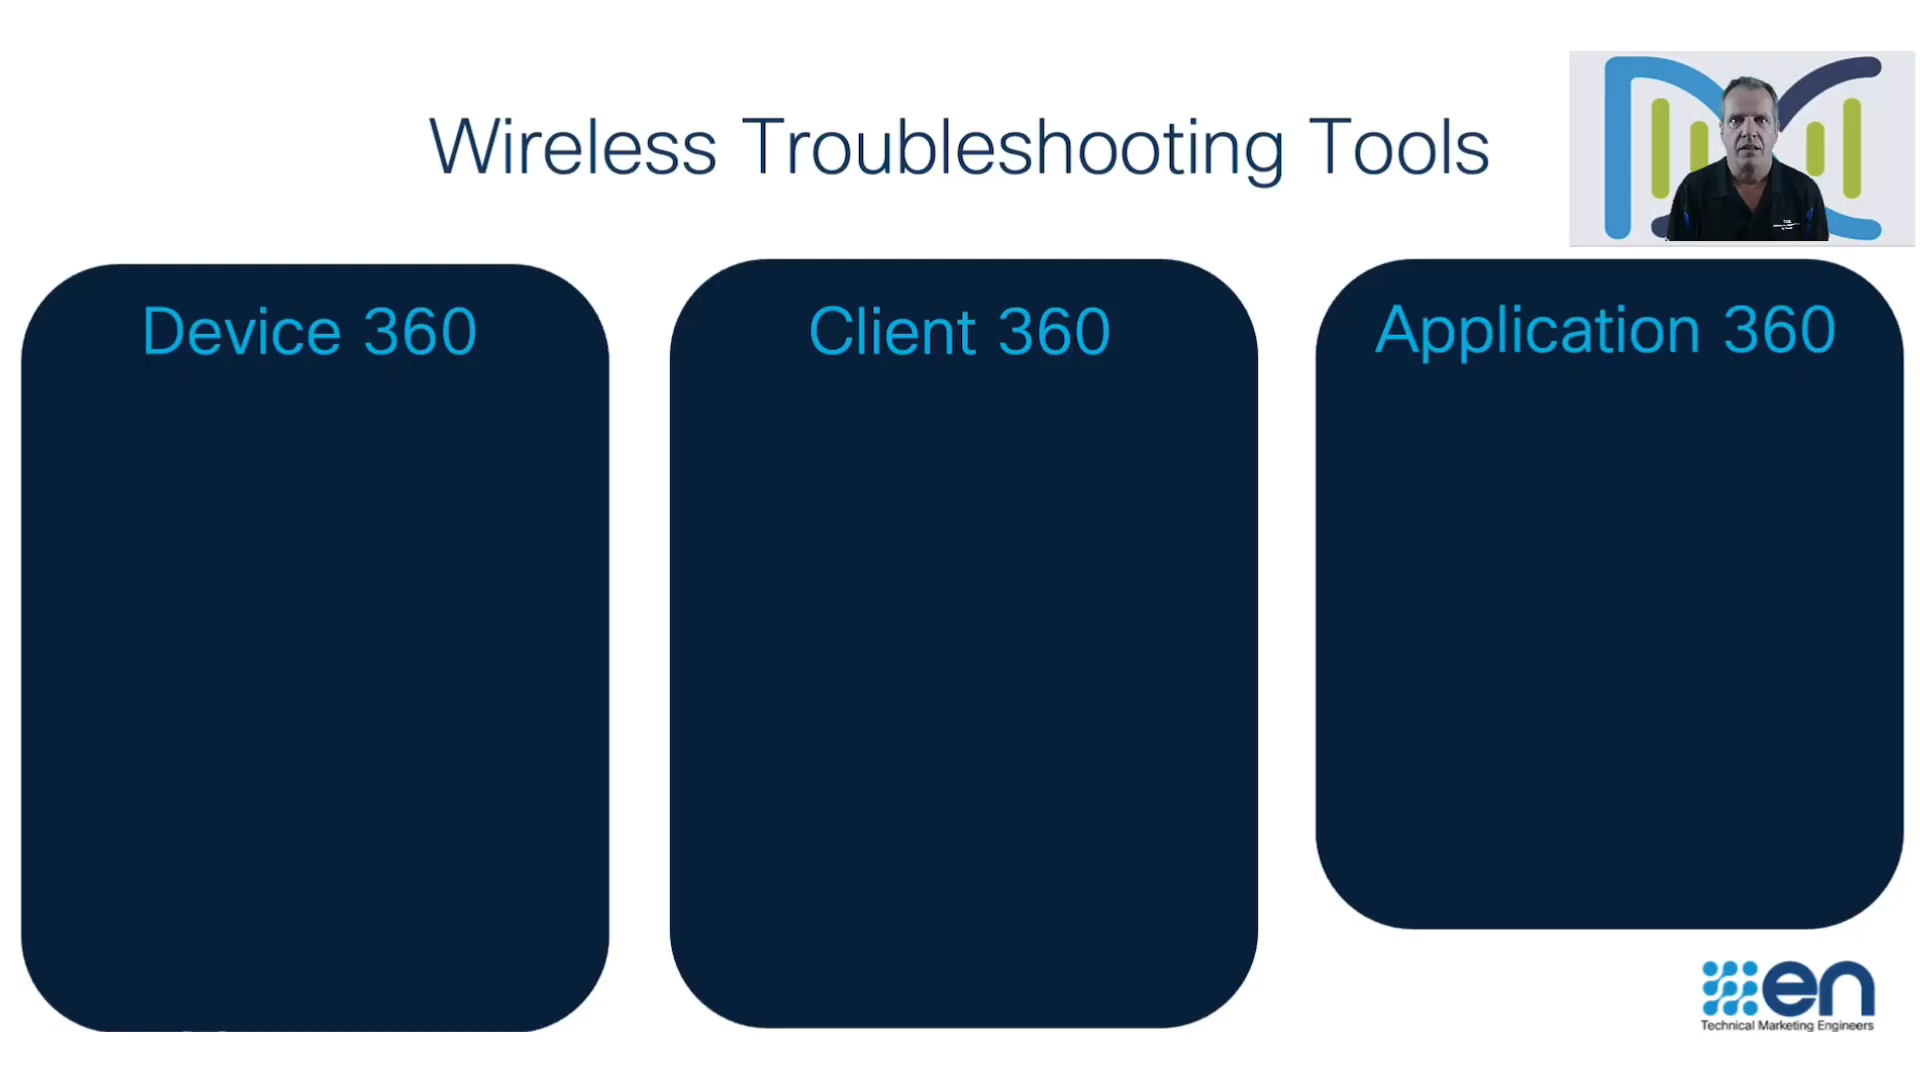 Wireless Troubleshooting Tools
Device 360
Client 360
Application 360
en
Technical Marketing Engineers